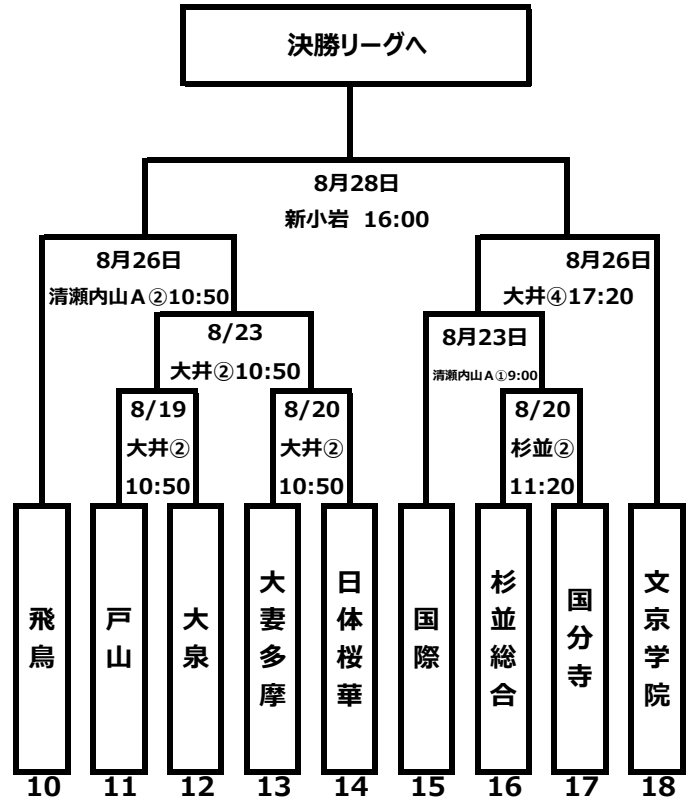 決勝リーグへ
8月28日
新小岩 16:00
8月26日
清瀬内山A②10:50
8月26日
大井④17:20
8/23
大井②10:50
8月23日
清瀬内山A①9:00
8/19
大井②
10:50
8/20
大井②
10:50
8/20
杉並②
11:20
飛鳥
戸山
大泉
大妻多摩
日体桜華
国際
杉並総合
国分寺
文京学院
10 11 12 13 14 15 16 17 18